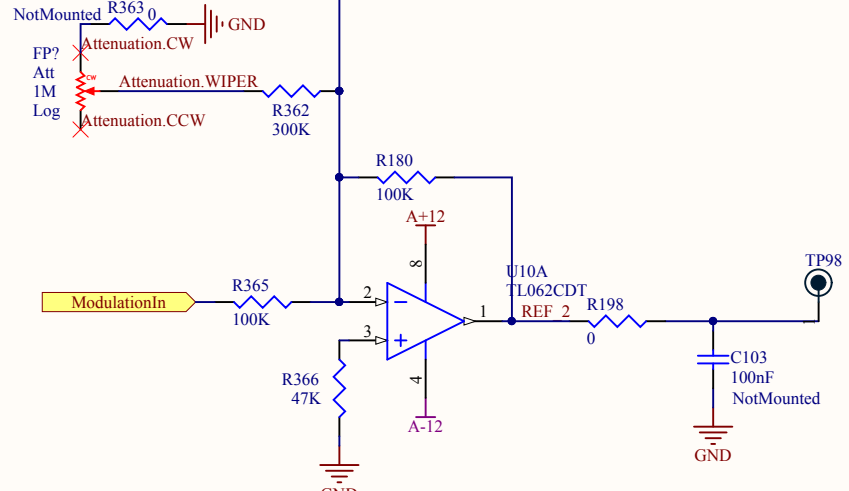 NotMounted
R363
0
GND
Attenuation.CW
FP?
Att
1M
Log
CW
Attenuation.WIPER
R362
300K
Attenuation.CCW
R180
100K
A+12
8
U10A
TL062CDT
TP98
ModulationIn
R365
100K
2
3
1
REF_2
R198
0
1
R366
47K
4
A-12
C103
100nF
NotMounted
GND
GND